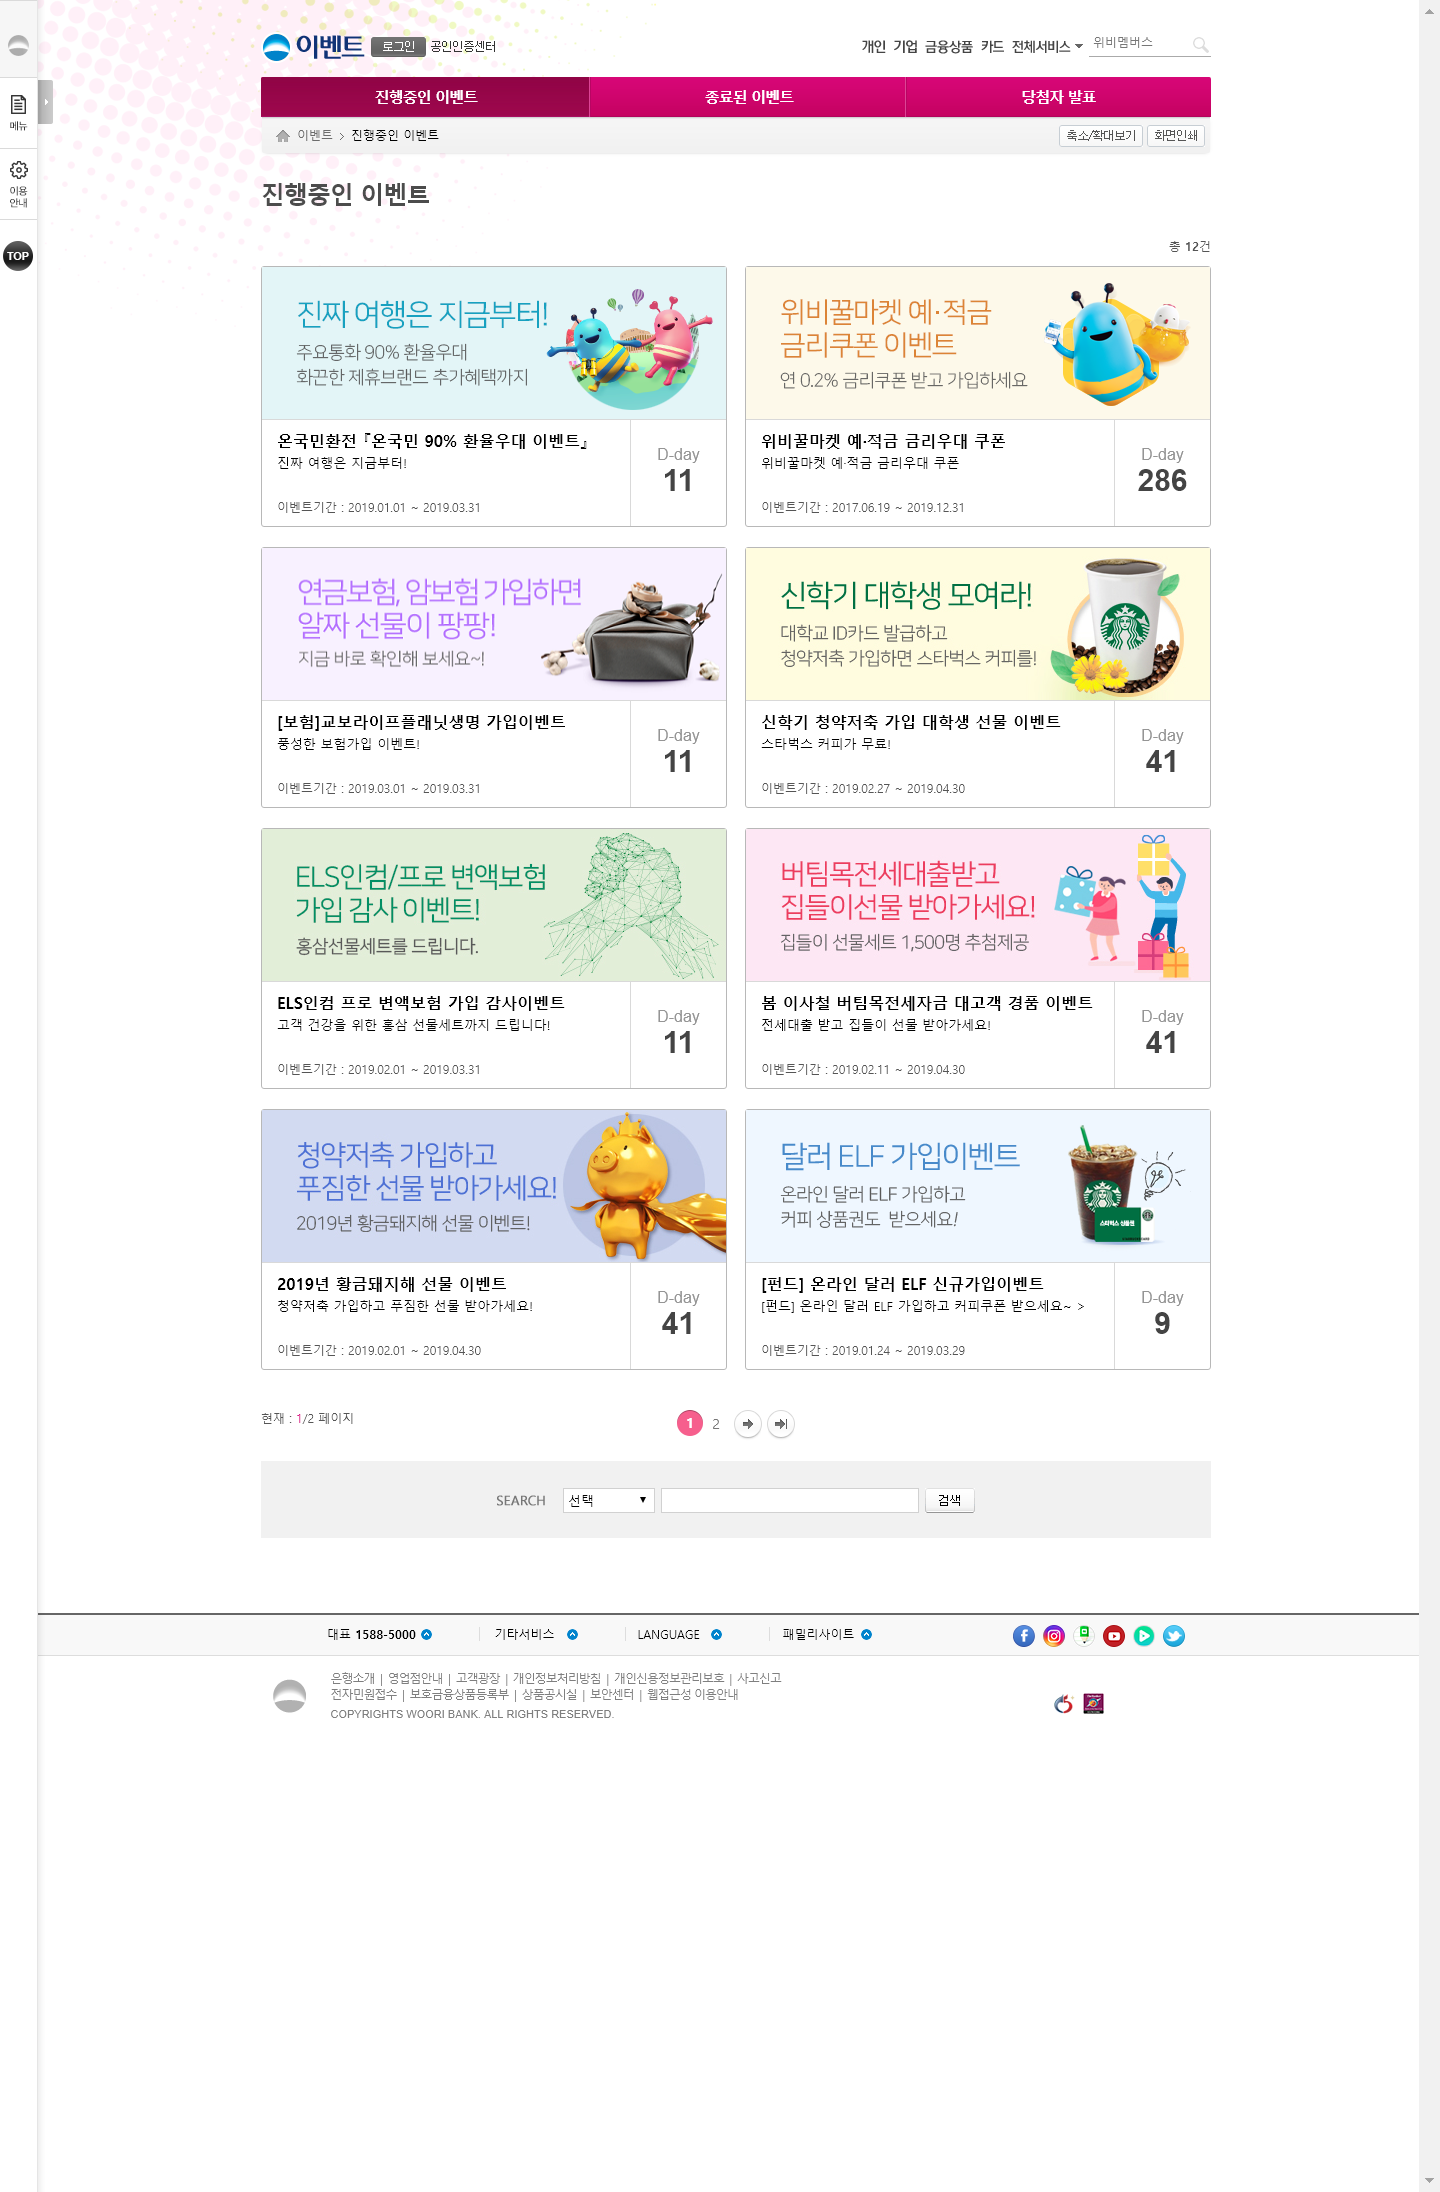 이벤트 로그인 공인인증센터
개인 기업 금융상품 카드 전체서비스 위비멤버스
메뉴
이용
안내
TOP
진행중인 이벤트 종료된 이벤트 당첨자 발표
이벤트 진행중인 이벤트
축소/확대보기 화면인쇄
진행중인 이벤트
총 12건
진짜 여행은 지금부터!
주요통화 90% 환율우대
화끈한 제휴브랜드 추가혜택까지
온국민환전『온국민 90% 환율우대 이벤트』
진짜 여행은 지금부터!
이벤트기간 : 2019.01.01 ~ 2019.03.31
D-day
11
위비꿀마켓 예·적금
금리쿠폰 이벤트
연 0.2% 금리쿠폰 받고 가입하세요
위비꿀마켓 예·적금 금리우대 쿠폰
위비꿀마켓 예·적금 금리우대 쿠폰
이벤트기간 : 2017.06.19 ~ 2019.12.31
D-day
286
연금보험, 암보험 가입하면
알짜 선물이 팡팡!
지금 바로 확인해 보세요~!
[보험]교보라이프플래닛생명 가입이벤트
풍성한 보험가입 이벤트!
이벤트기간 : 2019.03.01 ~ 2019.03.31
D-day
11
신학기 대학생 모여라!
대학교 ID카드 발급하고
청약저축 가입하면 스타벅스 커피를!
신학기 청약저축 가입 대학생 선물 이벤트
스타벅스 커피가 무료!
이벤트기간 : 2019.02.27 ~ 2019.04.30
D-day
41
ELS인컴/프로 변액보험
가입 감사 이벤트!
홍삼선물세트를 드립니다.
ELS인컴 프로 변액보험 가입 감사이벤트
고객 건강을 위한 홍삼 선물세트까지 드립니다!
이벤트기간 : 2019.02.01 ~ 2019.03.31
D-day
11
버팀목전세대출받고
집들이선물 받아가세요!
집들이 선물세트 1,500명 추첨제공
봄 이사철 버팀목전세자금 대고객 경품 이벤트
전세대출 받고 집들이 선물 받아가세요!
이벤트기간 : 2019.02.11 ~ 2019.04.30
D-day
41
청약저축 가입하고
푸짐한 선물 받아가세요!
2019년 황금돼지해 선물 이벤트!
2019년 황금돼지해 선물 이벤트
청약저축 가입하고 푸짐한 선물 받아가세요!
이벤트기간 : 2019.02.01 ~ 2019.04.30
D-day
41
달러 ELF 가입이벤트
온라인 달러 ELF 가입하고
커피 상품권도 받으세요!
스타벅스 상품권
[펀드] 온라인 달러 ELF 신규가입이벤트
[펀드] 온라인 달러 ELF 가입하고 커피쿠폰 받으세요~ >
이벤트기간 : 2019.01.24 ~ 2019.03.29
D-day
9
현재 : 1/2 페이지
1 2
SEARCH 선택 검색
대표 1588-5000 기타서비스 LANGUAGE 패밀리사이트
은행소개 | 영업점안내 | 고객광장 | 개인정보처리방침 | 개인신용정보관리보호 | 사고신고
전자민원접수 | 보호금융상품등록부 | 상품공시실 | 보안센터 | 웹접근성 이용안내
COPYRIGHTS WOORI BANK. ALL RIGHTS RESERVED.